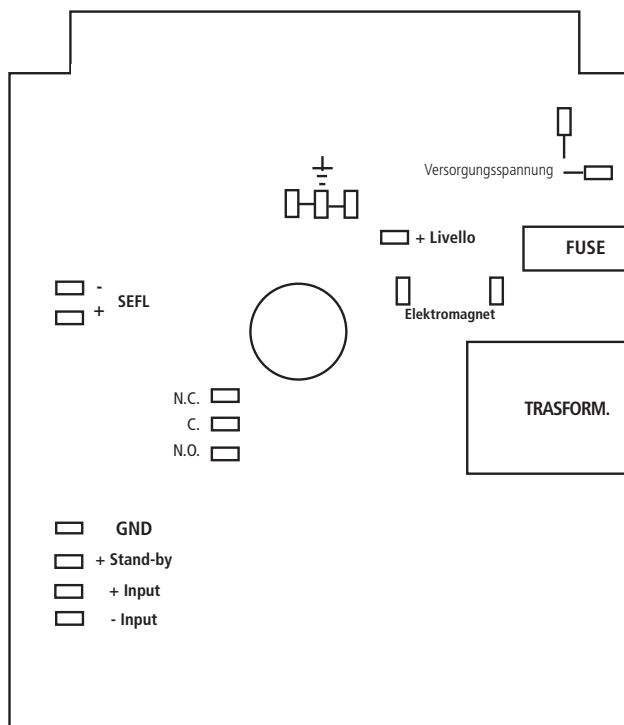 Versorgungsspannung
+ Livello
FUSE
- 
SEFL
+
Elektromagnet
N.C.
TRASFORM.
C.
N.O.
GND
+ Stand-by
+ Input
- Input